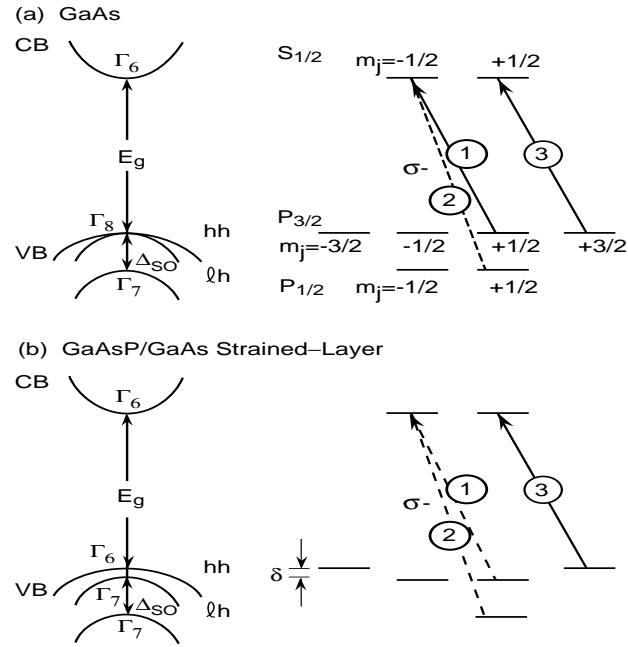 (a) GaAs
CB
Γ6
S1/2 mj=-1/2 +1/2
Eg
1
3
σ-
2
Γ8
hh
P3/2
VB
mj=-3/2 -1/2 +1/2 +3/2
ΔSO
ℓh
Γ7
P1/2 mj=-1/2 +1/2
(b) GaAsP/GaAs Strained–Layer
CB
Γ6
Eg
1
3
σ-
2
Γ6
hh
δ
VB
Γ7
ΔSO
ℓh
Γ7